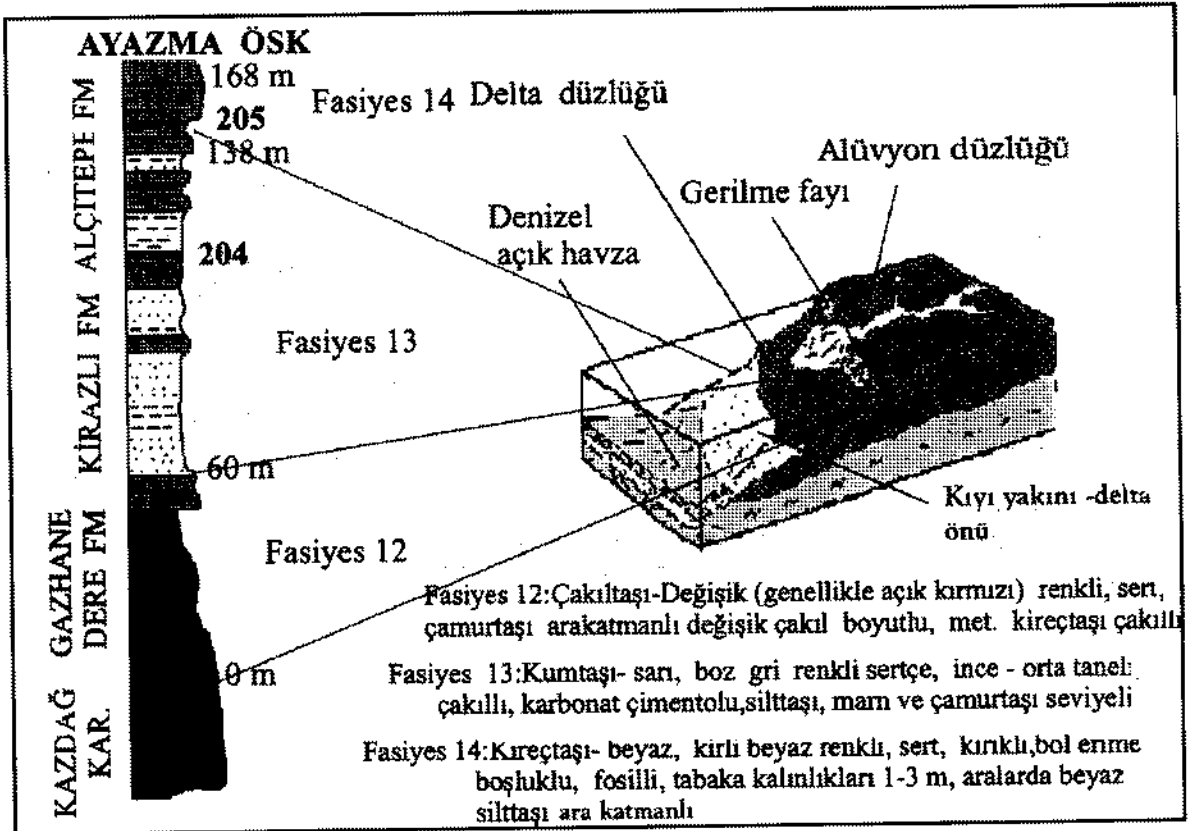 AYAZMA ÖSK
168 m
Fasiyes 14 Delta düzlüğü
205
138 m
Alüvyon düzlüğü
Gerilme fayı
Denizel
açık havza
204
Fasiyes 13
60 m
Kıyı yakını -delta
önü
Fasiyes 12
0 m
ALÇITEPE FM
KİRAZLI FM
GAZHANE
DERE FM
KAZDAĞ
KAR.
Fasiyes 12:Çakıltaşı-Değişik (genellikle açık kırmızı) renkli, sert,
çamurtaşı arakatmanlı değişik çakıl boyutlu, met. kireçtaşı çakıllı
Fasiyes 13:Kumtaşı- sarı, boz gri renkli sertçe, ince - orta taneli
çakıllı, karbonat çimentolu,silttaşı, marn ve çamurtaşı seviyeli
Fasiyes 14:Kireçtaşı- beyaz, kirli beyaz renkli, sert, kırıklı,bol erime
boşluklu, fosilli, tabaka kalınlıkları 1-3 m, aralarda beyaz
silttaşı ara katmanlı